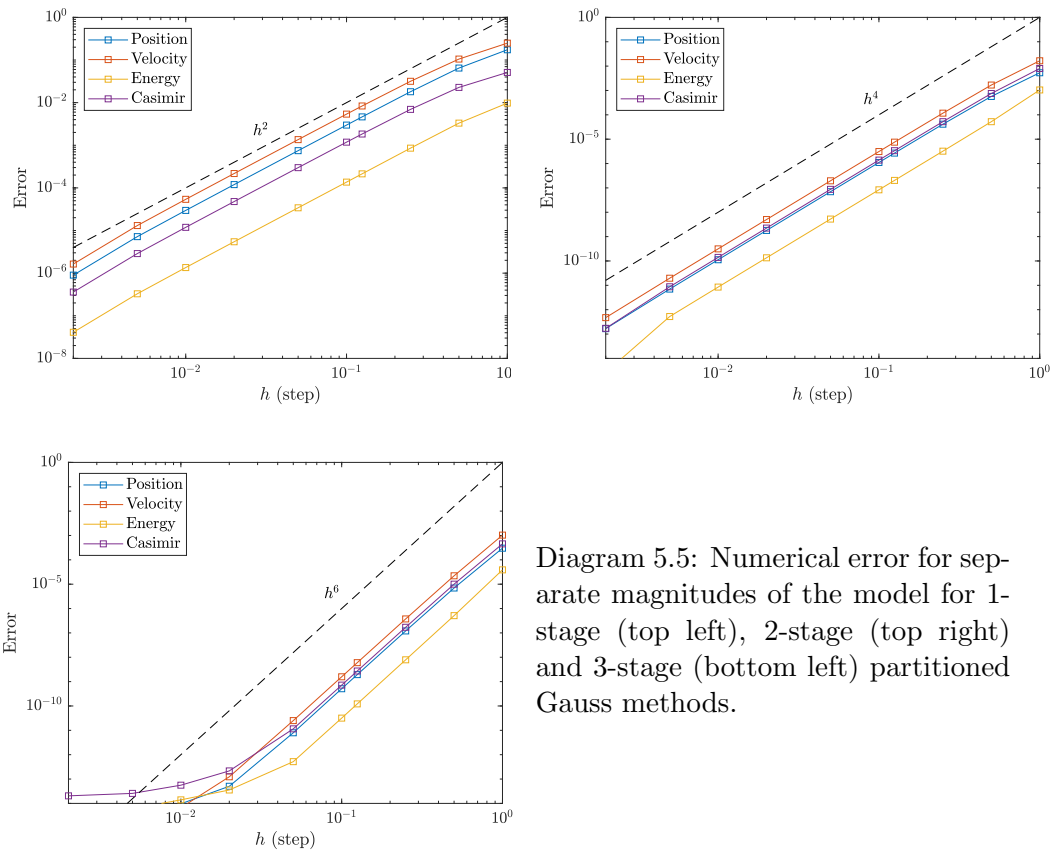 10^0
10^-2
10^-4
10^-6
10^-8
Error
Position
Velocity
Energy
Casimir
h^2
10^-2
10^-1
10
h (step)
10^0
10^-5
10^-10
Error
Position
Velocity
Energy
Casimir
h^4
10^-2
10^-1
10^0
h (step)
10^0
10^-5
10^-10
Error
Position
Velocity
Energy
Casimir
h^6
10^-2
10^-1
10^0
h (step)
Diagram 5.5: Numerical error for sep-
arate magnitudes of the model for 1-
stage (top left), 2-stage (top right)
and 3-stage (bottom left) partitioned
Gauss methods.